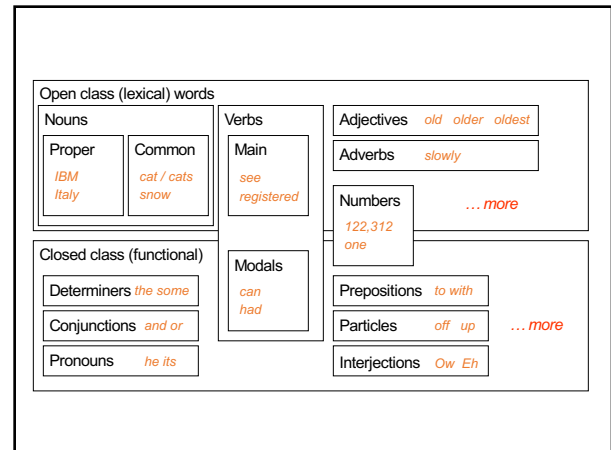 Open class (lexical) words
Nouns
Proper
IBM
Italy
Common
cat / cats
snow
Verbs
Main
see
registered
Adjectives old older oldest
Adverbs slowly
Numbers
122,312
one
… more
Closed class (functional)
Determiners the some
Conjunctions and or
Pronouns he its
Modals
can
had
Prepositions to with
Particles off up
Interjections Ow Eh
… more